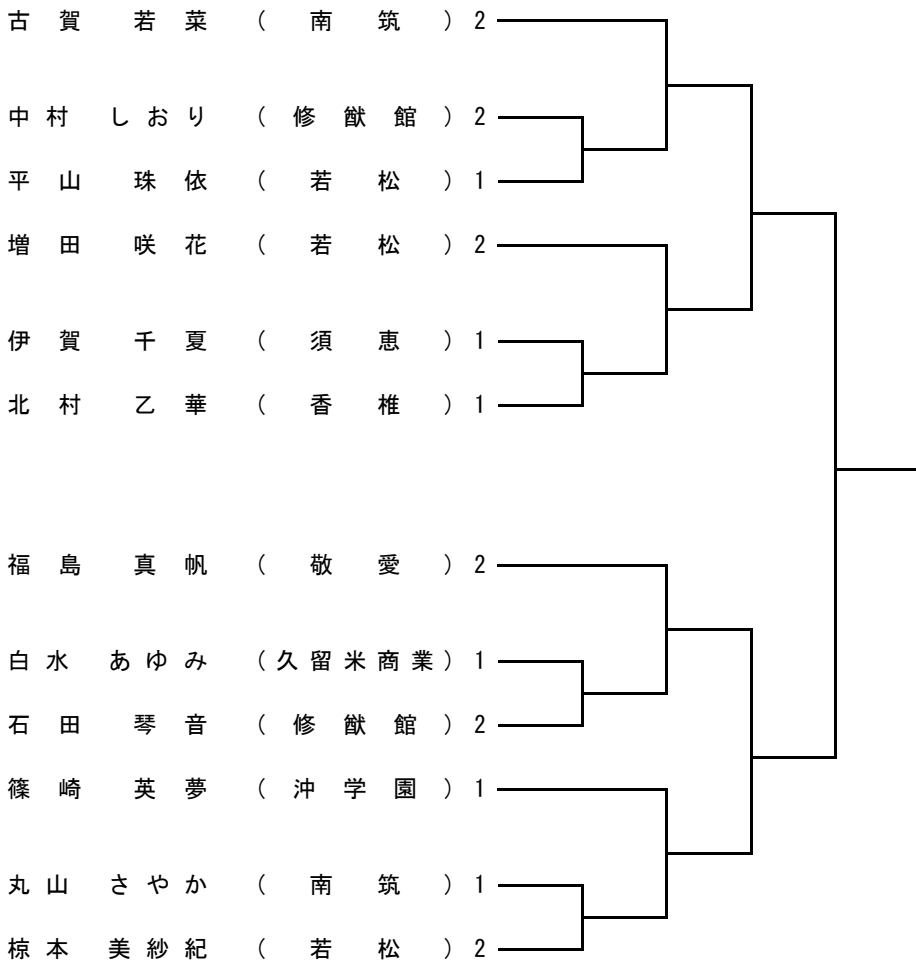 古賀 若菜 （南筑） 2
中村 しおり （修猷館） 2
平山 珠依 （若松） 1
増田 咲花 （若松） 2
伊賀 千夏 （須恵） 1
北村 乙華 （香椎） 1
福島 真帆 （敬愛） 2
白水 あゆみ （久留米商業） 1
石田 琴音 （修猷館） 2
篠崎 英夢 （沖学園） 1
丸山 さやか （南筑） 1
椋本 美紗紀 （若松） 2